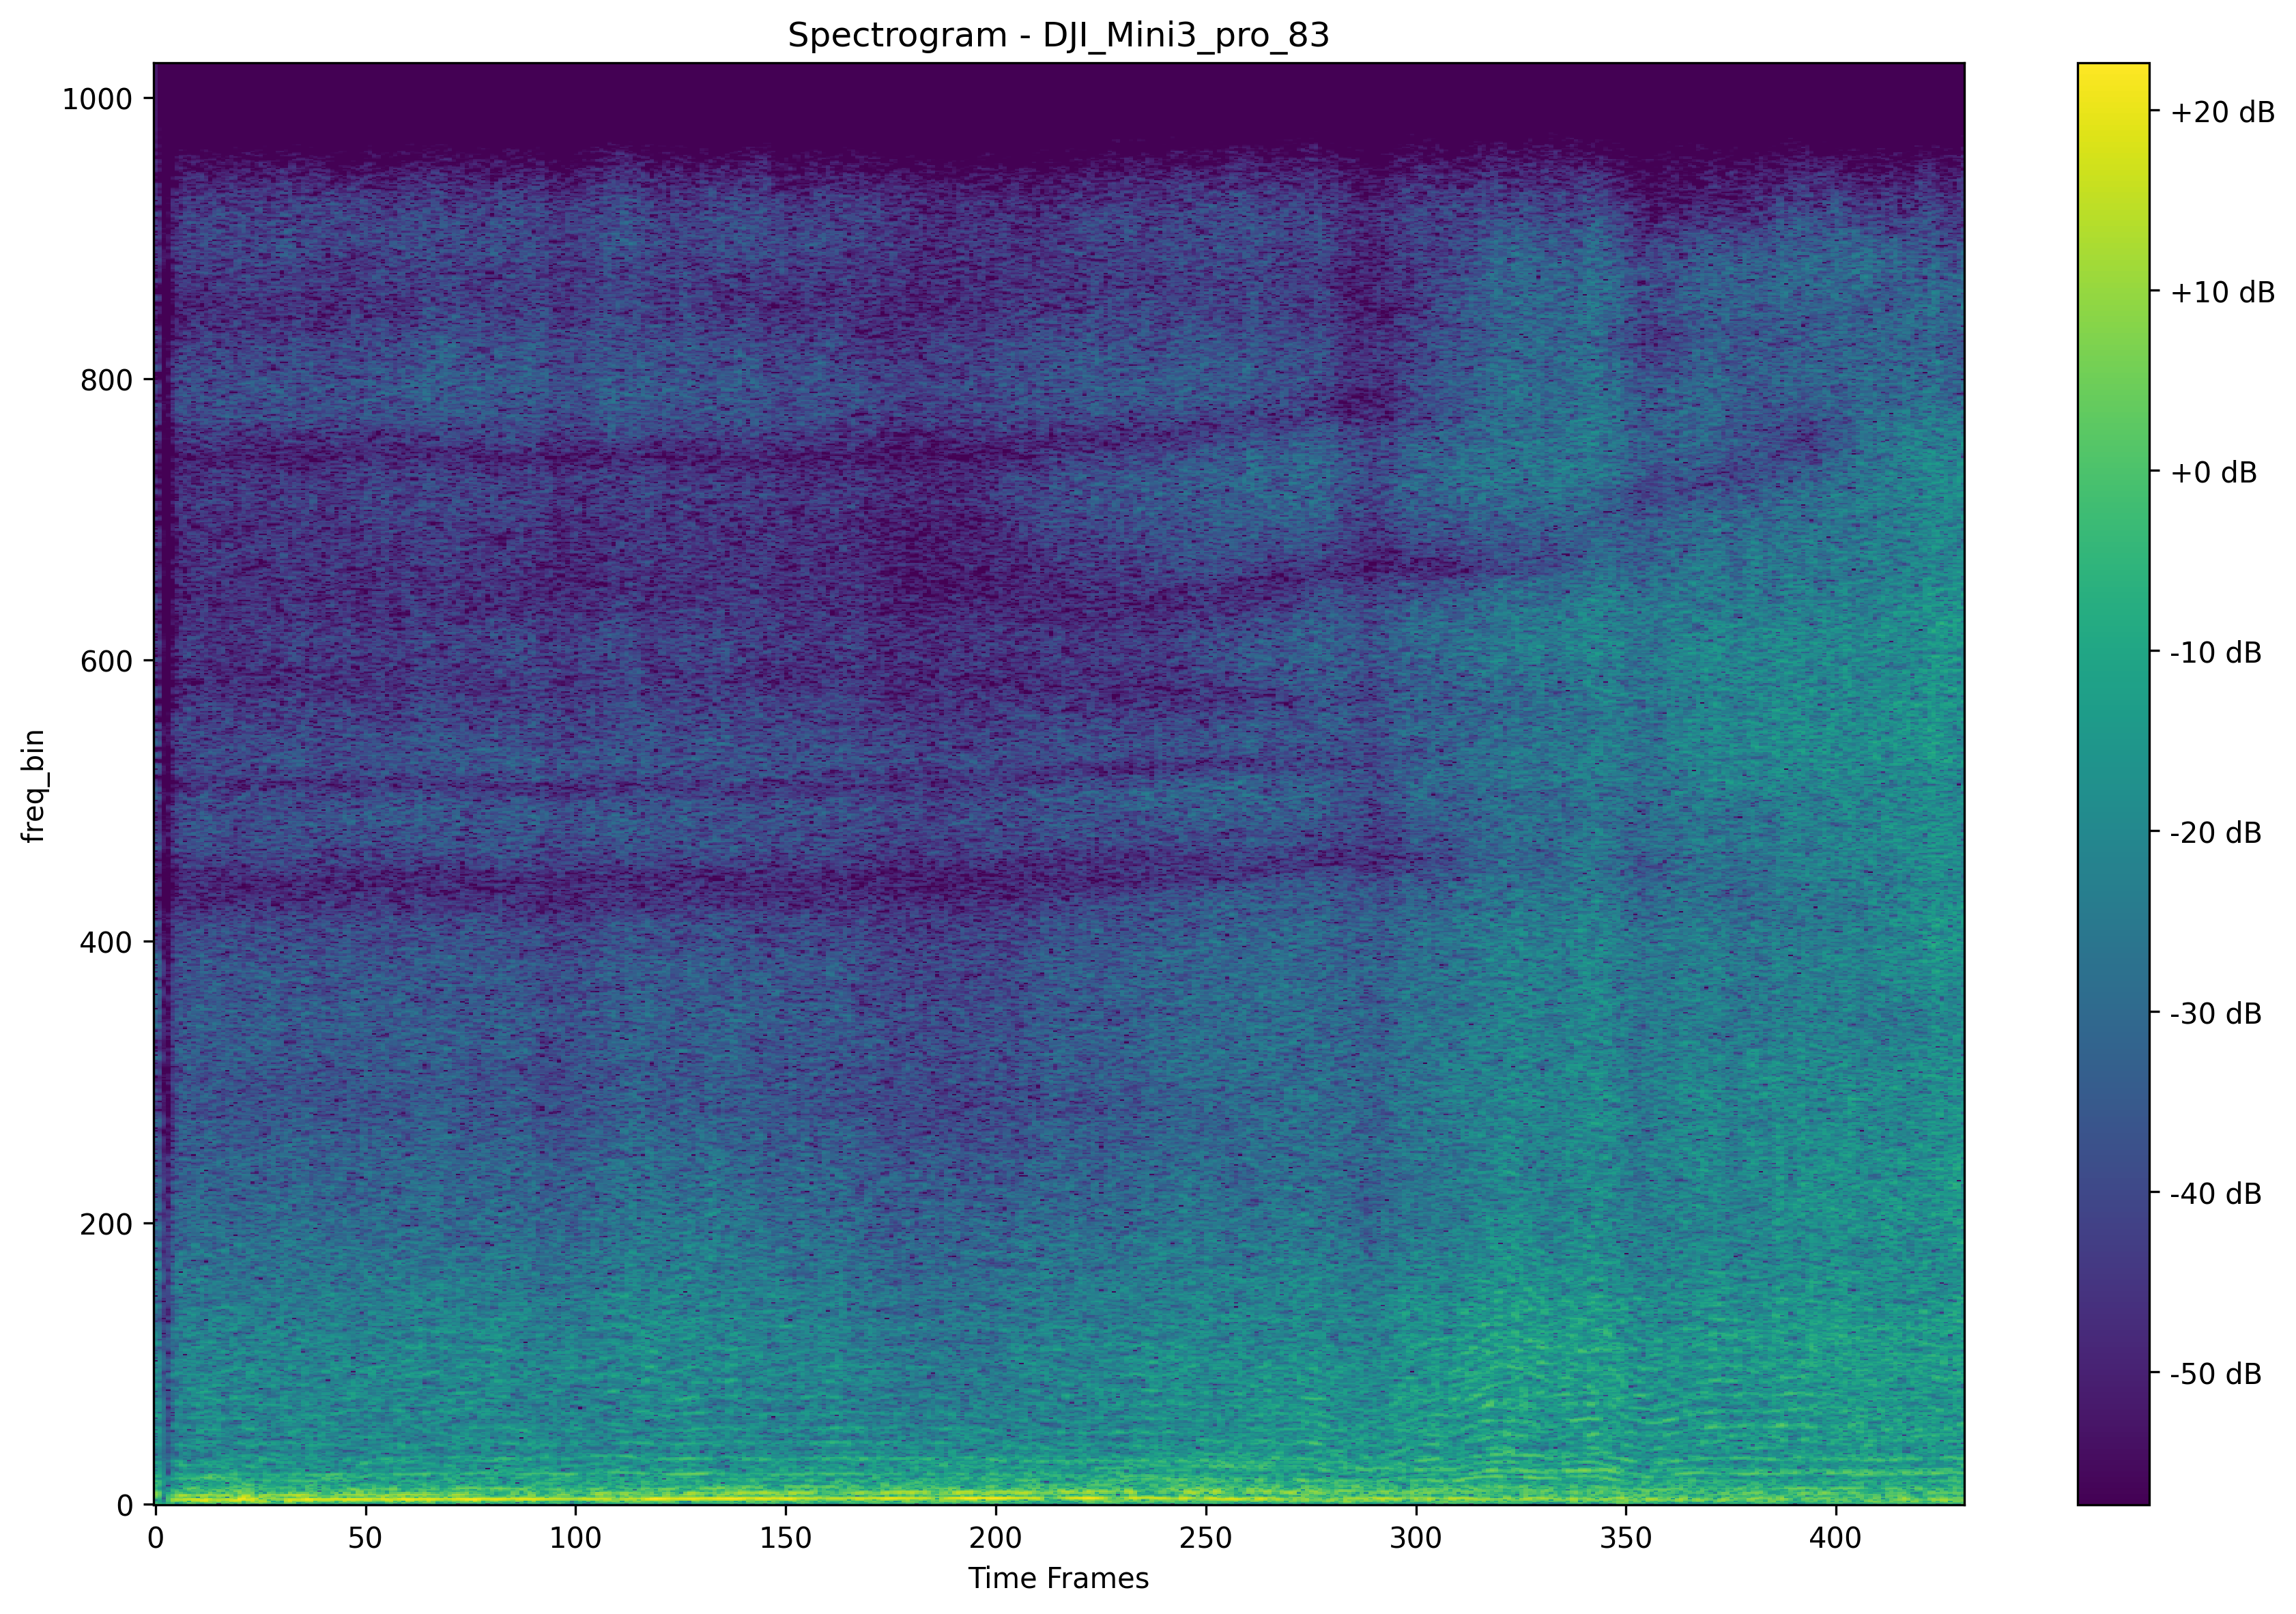 Spectrogram - DJI_Mini3_pro_83
1000
800
600
400
200
0
freq_bin
0 50 100 150 200 250 300 350 400
Time Frames
+20 dB
+10 dB
+0 dB
-10 dB
-20 dB
-30 dB
-40 dB
-50 dB